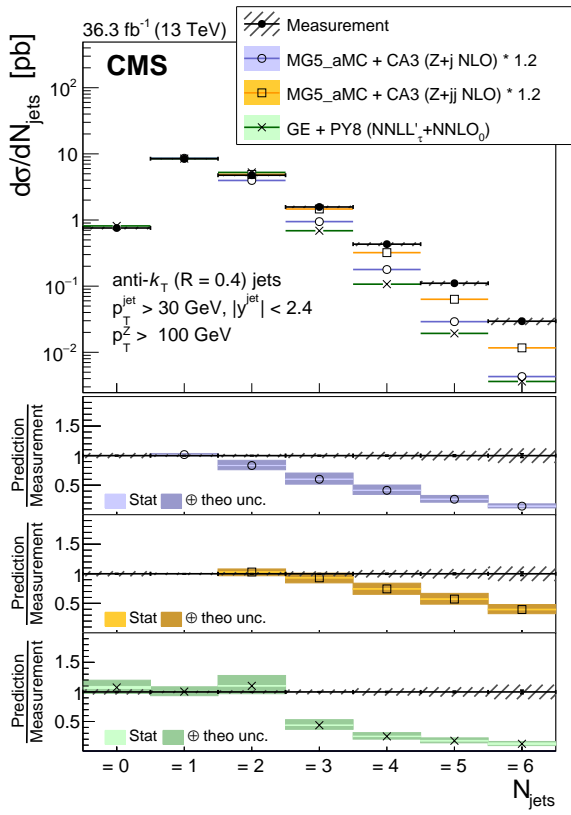 36.3 fb⁻¹ (13 TeV)
Measurement
MG5_aMC + CA3 (Z+j NLO) * 1.2
MG5_aMC + CA3 (Z+jj NLO) * 1.2
GE + PY8 (NNLL'_τ+NNLO₀)
CMS
dσ/dN_jets [pb]
10²
10
1
10⁻¹
10⁻²
anti-k_T (R = 0.4) jets
p_T^jet > 30 GeV, |y^jet| < 2.4
p_T^Z > 100 GeV
Prediction
Measurement
1.5
1
0.5
Stat ⊕ theo unc.
Prediction
Measurement
1.5
1
0.5
Stat ⊕ theo unc.
Prediction
Measurement
1.5
1
0.5
Stat ⊕ theo unc.
= 0 = 1 = 2 = 3 = 4 = 5 = 6
N_jets